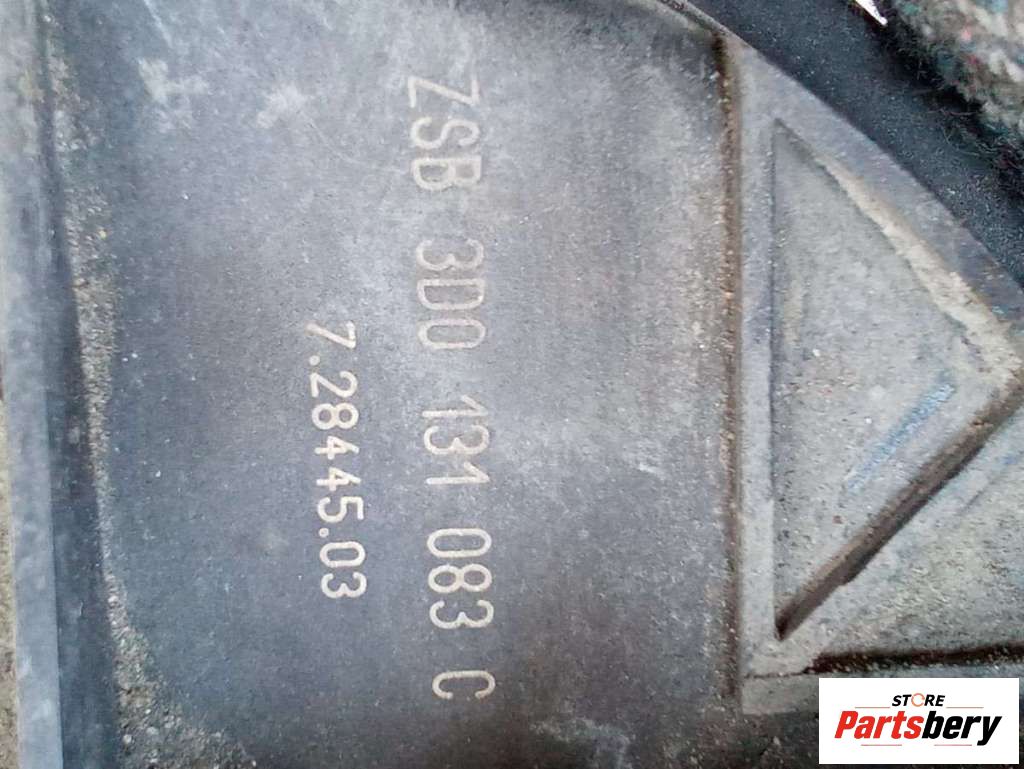 ZSB 3D0 131 083 C
7.28445.03
STORE
Partsbery